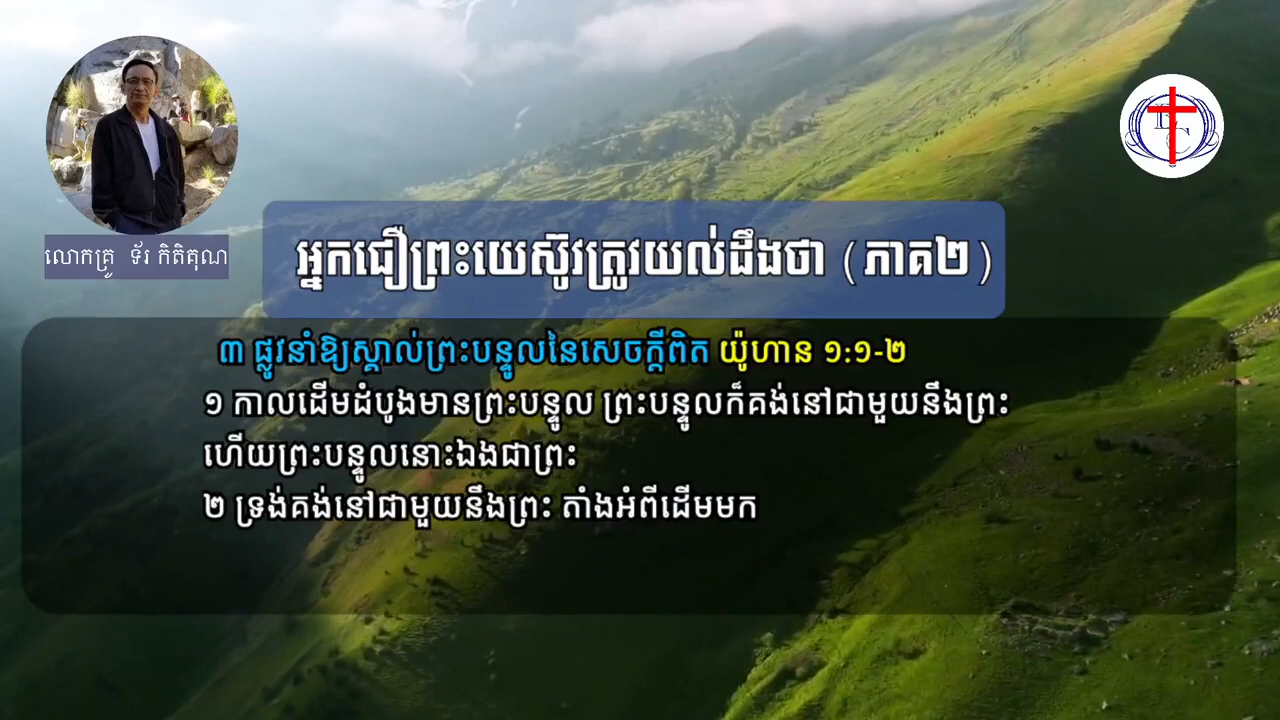 លោកគ្រូ ទ័រ កិតិគុណ
អ្នកជឿព្រះយេស៊ូវត្រូវយល់ដឹងថា (ភាគ២)
៣ ផ្លូវនាំឱ្យស្គាល់ព្រះបន្ទូលនៃសេចក្ដីពិត យ៉ូហាន ១:១-២
១ កាលដើមដំបូងមានព្រះបន្ទូល ព្រះបន្ទូលក៏គង់នៅជាមួយនឹងព្រះ
ហើយព្រះបន្ទូលនោះឯងជាព្រះ
២ ទ្រង់គង់នៅជាមួយនឹងព្រះ តាំងអំពីដើមមក